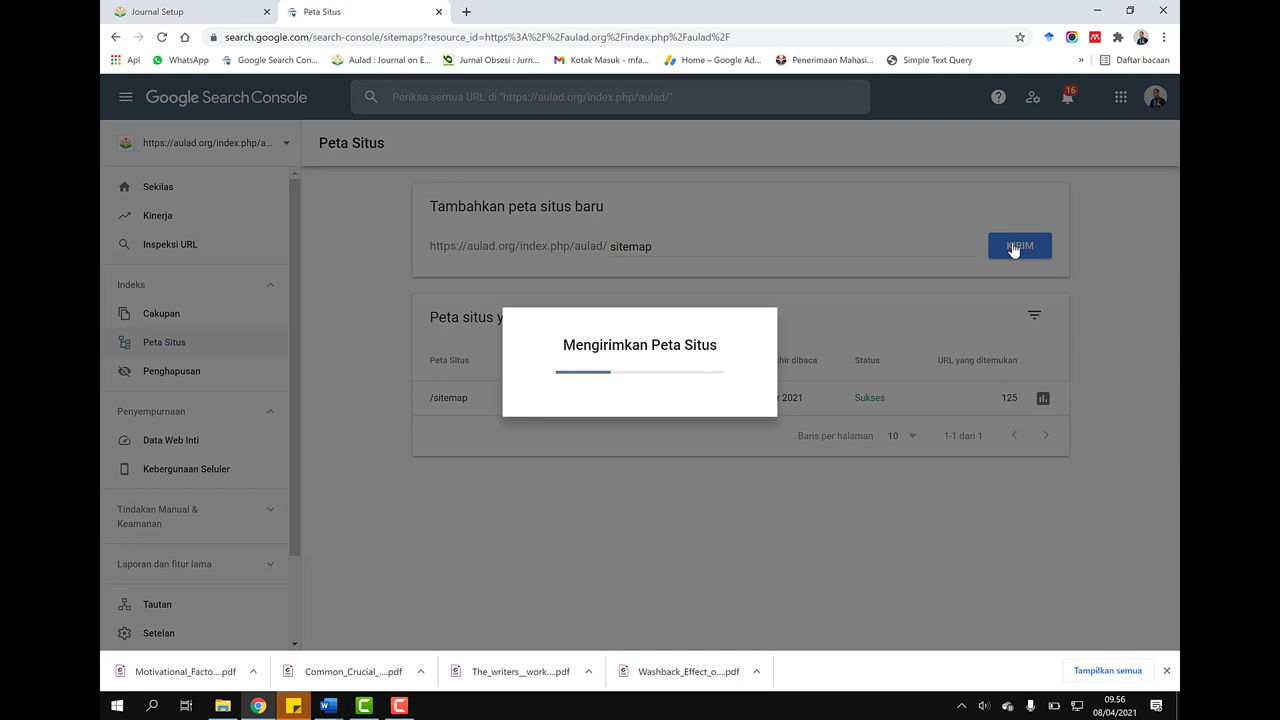 Journal Setup
Peta Situs
search.google.com/search-console/sitemaps?resource_id=https%3A%2F%2Faulad.org%2Findex.php%2Faulad%2F
Apl
WhatsApp
Google Search Con...
Aulad : Journal on E...
Jurnal Obsesi : Jurn...
Kotak Masuk - mfa...
Home – Google Ad...
Penerimaan Mahasi...
Simple Text Query
»
Daftar bacaan
Google Search Console
Periksa semua URL di "https://aulad.org/index.php/aulad/"
16
https://aulad.org/index.php/a...
Peta Situs
Sekilas
Kinerja
Inspeksi URL
Indeks
Cakupan
Peta Situs
Penghapusan
Penyempurnaan
Data Web Inti
Kebergunaan Seluler
Tindakan Manual &
Keamanan
Laporan dan fitur lama
Tautan
Setelan
Tambahkan peta situs baru
https://aulad.org/index.php/aulad/ sitemap
KIRIM
Peta situs y
Mengirimkan Peta Situs
Peta Situs
hir dibaca
Status
URL yang ditemukan
/sitemap
2021
Sukses
125
Baris per halaman
10
1-1 dari 1
Motivational_Facto....pdf
Common_Crucial_....pdf
The_writers__work....pdf
Washback_Effect_o....pdf
Tampilkan semua
09.56
08/04/2021